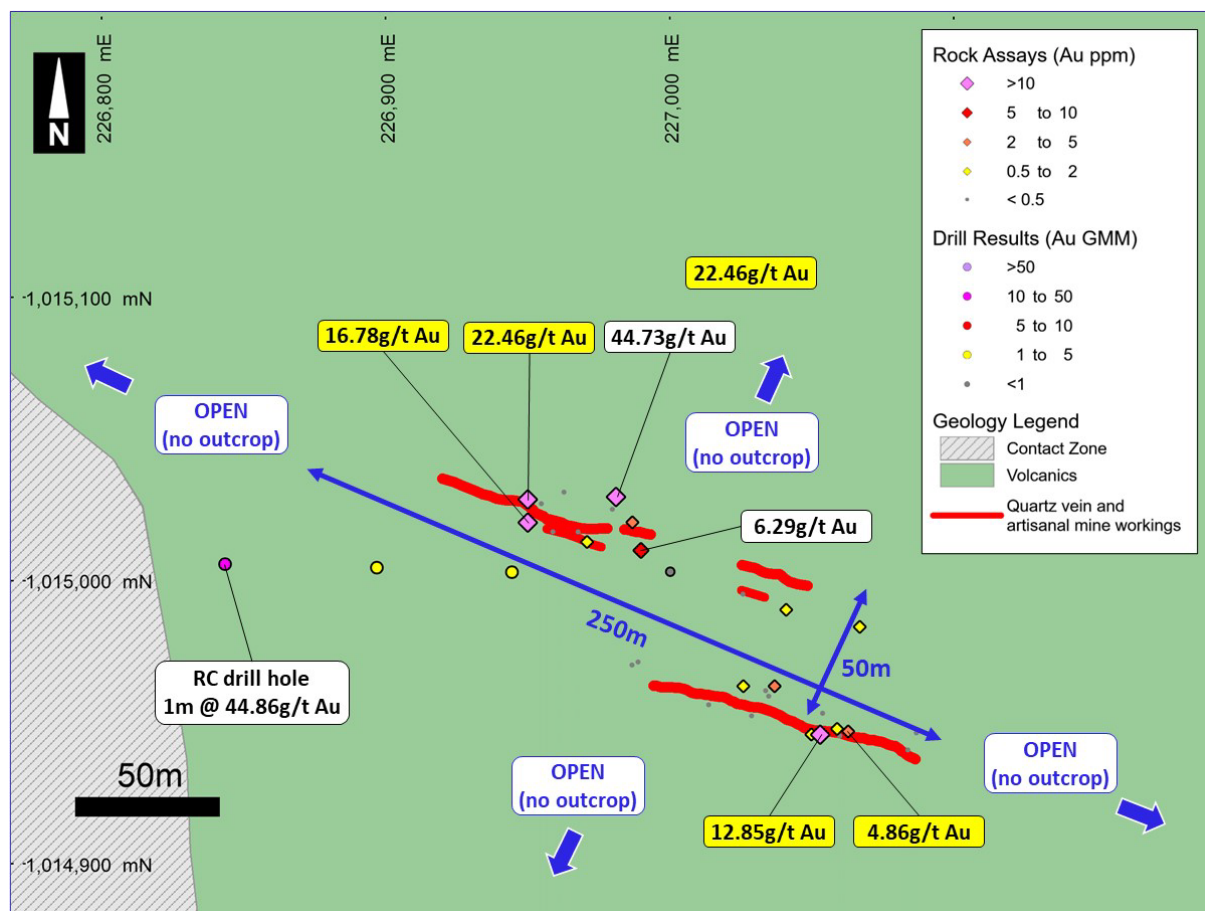 226,800 mE
226,900 mE
227,000 mE
N
Rock Assays (Au ppm)
>10
5 to 10
2 to 5
0.5 to 2
< 0.5
Drill Results (Au GMM)
>50
10 to 50
5 to 10
1 to 5
<1
Geology Legend
Contact Zone
Volcanics
Quartz vein and
artisanal mine workings
22.46g/t Au
1,015,100 mN
16.78g/t Au
22.46g/t Au
44.73g/t Au
OPEN
(no outcrop)
OPEN
(no outcrop)
6.29g/t Au
1,015,000 mN
250m
50m
RC drill hole
1m @ 44.86g/t Au
50m
OPEN
(no outcrop)
OPEN
(no outcrop)
12.85g/t Au
4.86g/t Au
1,014,900 mN